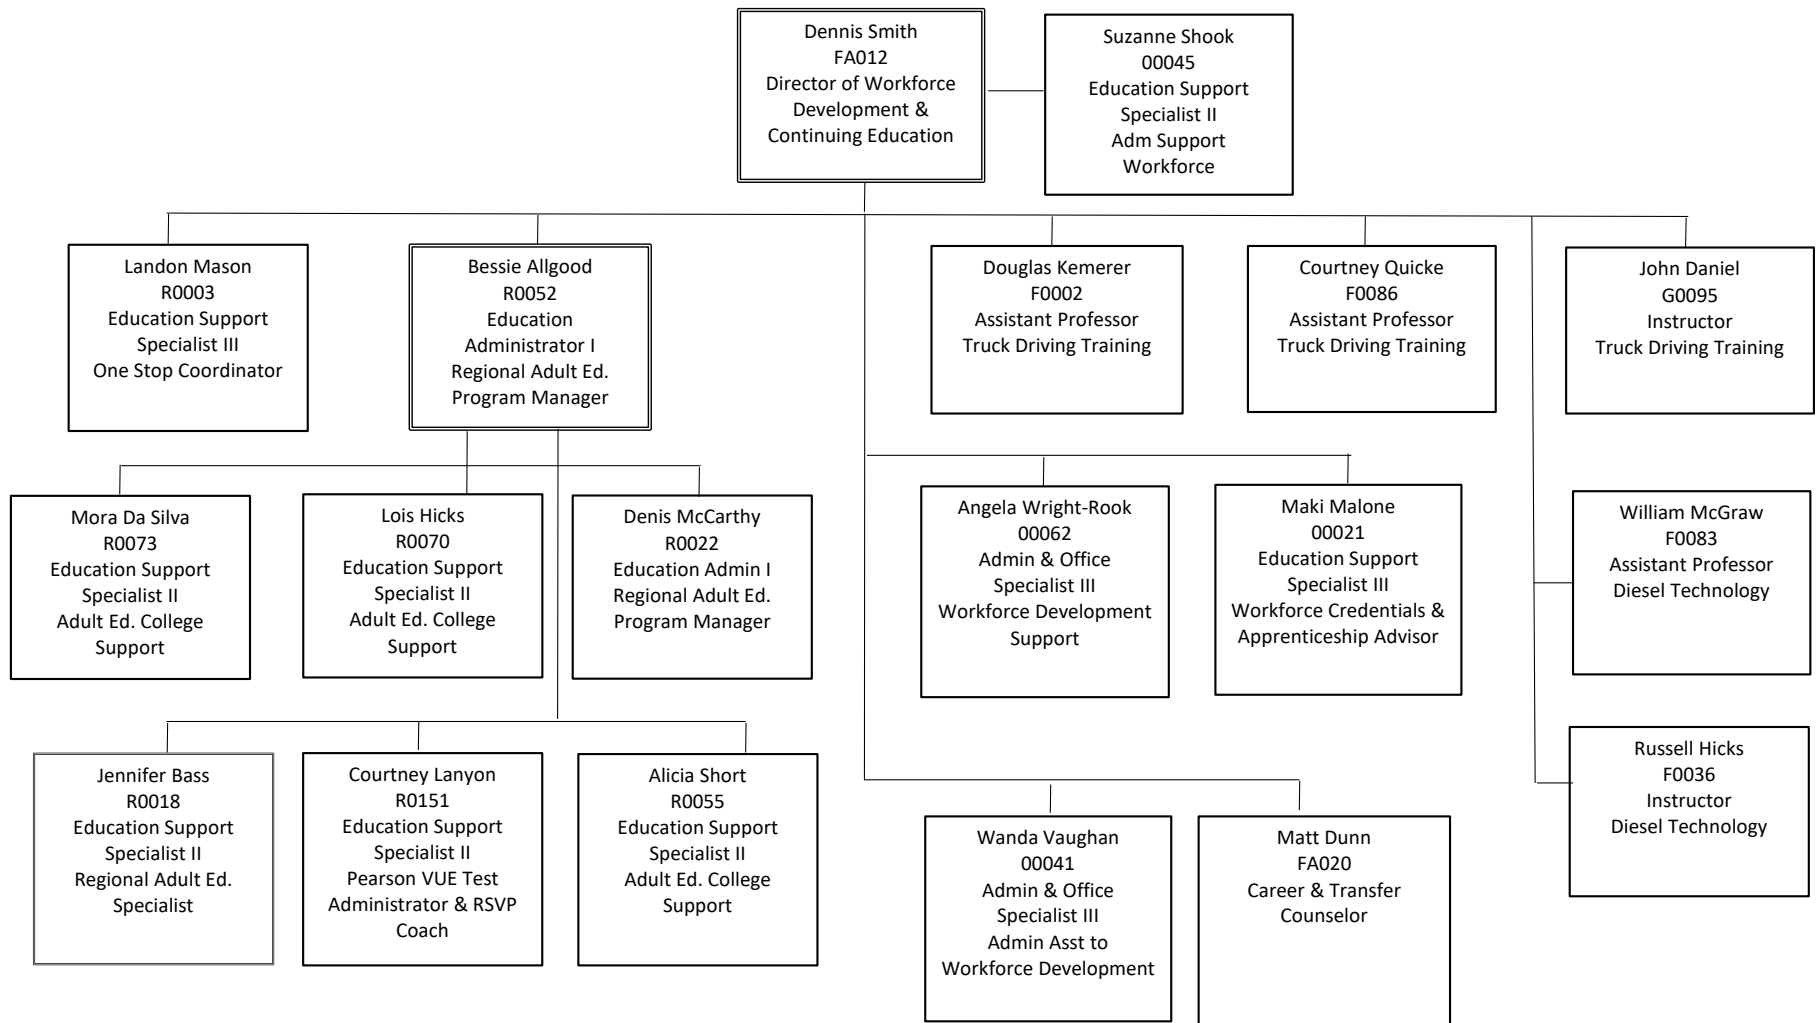 Dennis Smith
FA012
Director of Workforce
Development &
Continuing Education
Suzanne Shook
00045
Education Support
Specialist II
Adm Support
Workforce
Landon Mason
R0003
Education Support
Specialist III
One Stop Coordinator
Bessie Allgood
R0052
Education
Administrator I
Regional Adult Ed.
Program Manager
Douglas Kemerer
F0002
Assistant Professor
Truck Driving Training
Courtney Quicke
F0086
Assistant Professor
Truck Driving Training
John Daniel
G0095
Instructor
Truck Driving Training
Mora Da Silva
R0073
Education Support
Specialist II
Adult Ed. College
Support
Lois Hicks
R0070
Education Support
Specialist II
Adult Ed. College
Support
Denis McCarthy
R0022
Education Admin I
Regional Adult Ed.
Program Manager
Angela Wright-Rook
00062
Admin & Office
Specialist III
Workforce Development
Support
Maki Malone
00021
Education Support
Specialist III
Workforce Credentials &
Apprenticeship Advisor
William McGraw
F0083
Assistant Professor
Diesel Technology
Jennifer Bass
R0018
Education Support
Specialist II
Regional Adult Ed.
Specialist
Courtney Lanyon
R0151
Education Support
Specialist II
Pearson VUE Test
Administrator & RSVP
Coach
Alicia Short
R0055
Education Support
Specialist II
Adult Ed. College
Support
Wanda Vaughan
00041
Admin & Office
Specialist III
Admin Asst to
Workforce Development
Matt Dunn
FA020
Career & Transfer
Counselor
Russell Hicks
F0036
Instructor
Diesel Technology